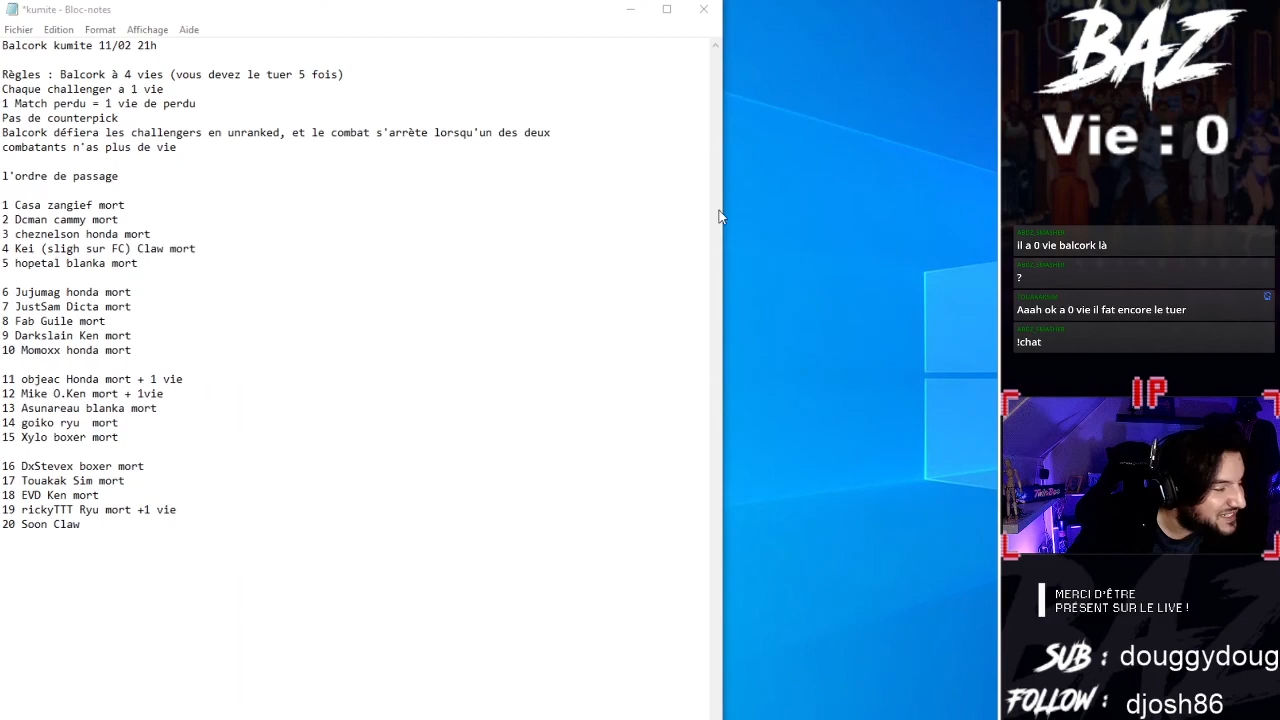 *kumite - Bloc-notes
Fichier Edition Format Affichage Aide
Balcork kumite 11/02 21h
Règles : Balcork à 4 vies (vous devez le tuer 5 fois)
Chaque challenger a 1 vie
1 Match perdu = 1 vie de perdu
Pas de counterpick
Balcork défiera les challengers en unranked, et le combat s'arrète lorsqu'un des deux
combatants n'as plus de vie
l'ordre de passage
1 Casa zangief mort
2 Dcman cammy mort
3 cheznelson honda mort
4 Kei (sligh sur FC) Claw mort
5 hopetal blanka mort
6 Jujumag honda mort
7 JustSam Dicta mort
8 Fab Guile mort
9 Darkslain Ken mort
10 Momoxx honda mort
11 objeac Honda mort + 1 vie
12 Mike O.Ken mort + 1vie
13 Asunareau blanka mort
14 goiko ryu  mort
15 Xylo boxer mort
16 DxStevex boxer mort
17 Touakak Sim mort
18 EVD Ken mort
19 rickyTTT Ryu mort +1 vie
20 Soon Claw
BAZ
Vie : 0
ABDZ_SMASHER
il a 0 vie balcork là
ABDZ_SMASHER
?
TOUAKAKSIM
Aaah ok a 0 vie il fat encore le tuer
ABDZ_SMASHER
!chat
1P
MERCI D'ÊTRE
PRÉSENT SUR LE LIVE !
SUB : douggydoug
FOLLOW : djosh86